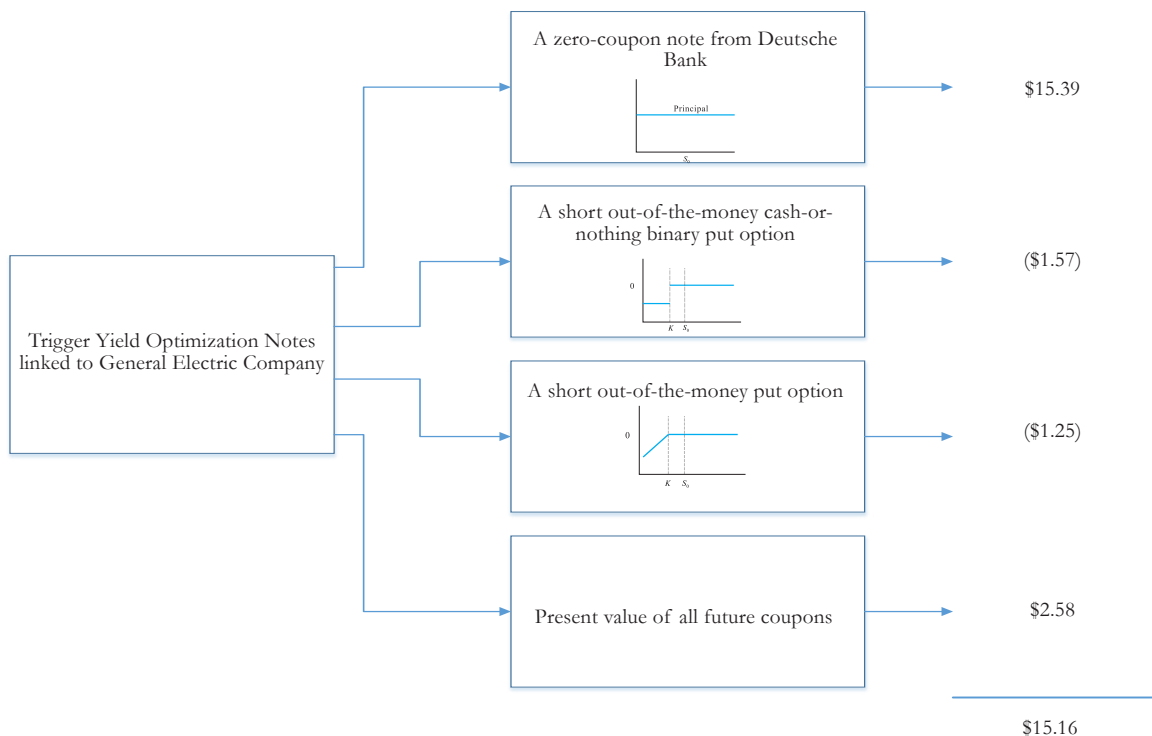 Trigger Yield Optimization Notes
linked to General Electric Company
A zero-coupon note from Deutsche
Bank
Principal
S₀
$15.39
A short out-of-the-money cash-or-
nothing binary put option
0
K S₀
($1.57)
A short out-of-the-money put option
0
K S₀
($1.25)
Present value of all future coupons
$2.58
$15.16